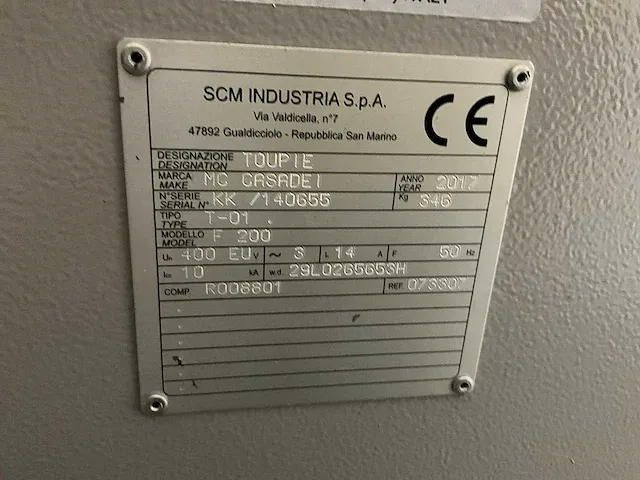 SCM INDUSTRIA S.p.A.
Via Valdicella, n°7
47892 Gualdicciolo - Repubblica San Marino
CE
DESIGNAZIONE TOUPIE
DESIGNATION
MARCA MC CASADEI ANNO 2017
MAKE YEAR
N°SERIE KK /140655 Kg 346
SERIAL N°
TIPO T-01 .
TYPE
MODELLO F 200
MODEL
Un 400 EU V ~ 3 L 14 A F 50 Hz
Icc 10 kA w.d. 29L0265653H
COMP. R008801 REF. 073307